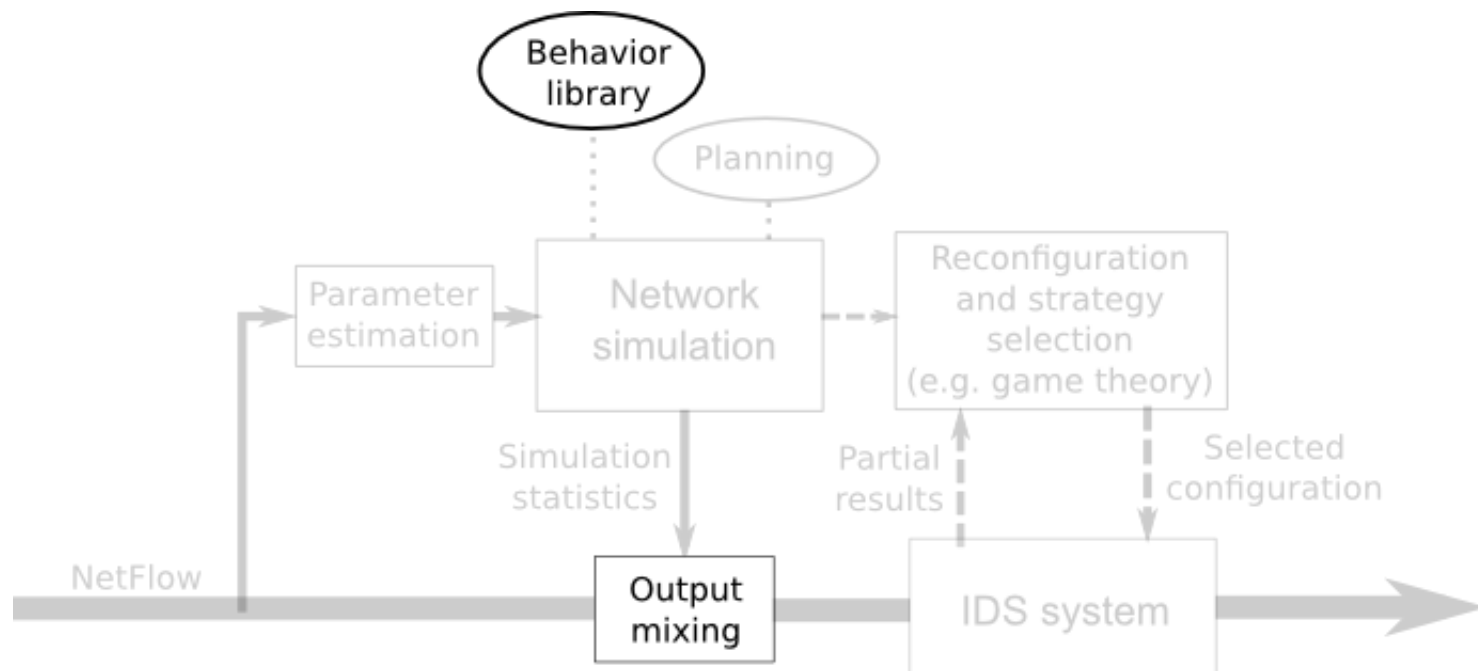 Behavior
library
Planning
Parameter
estimation
Network
simulation
Reconfiguration
and strategy
selection
(e.g. game theory)
Simulation
statistics
Partial
results
Selected
configuration
NetFlow
Output
mixing
IDS system